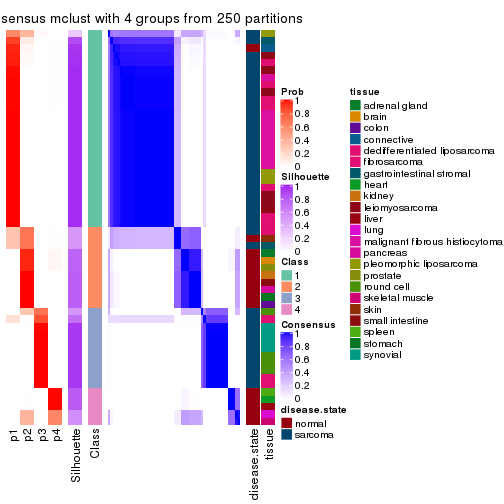 sensus mclust with 4 groups from 250 partitions
p1
p2
p3
p4
Silhouette
Class
disease.state
tissue
Prob
1
0.8
0.6
0.4
0.2
0
Silhouette
1
0.8
0.6
0.4
0.2
0
Class
1
2
3
4
Consensus
1
0.8
0.6
0.4
0.2
0
disease.state
normal
sarcoma
tissue
adrenal gland
brain
colon
connective
dedifferentiated liposarcoma
fibrosarcoma
gastrointestinal stromal
heart
kidney
leiomyosarcoma
liver
lung
malignant fibrous histiocytoma
pancreas
pleomorphic liposarcoma
prostate
round cell
skeletal muscle
skin
small intestine
spleen
stomach
synovial